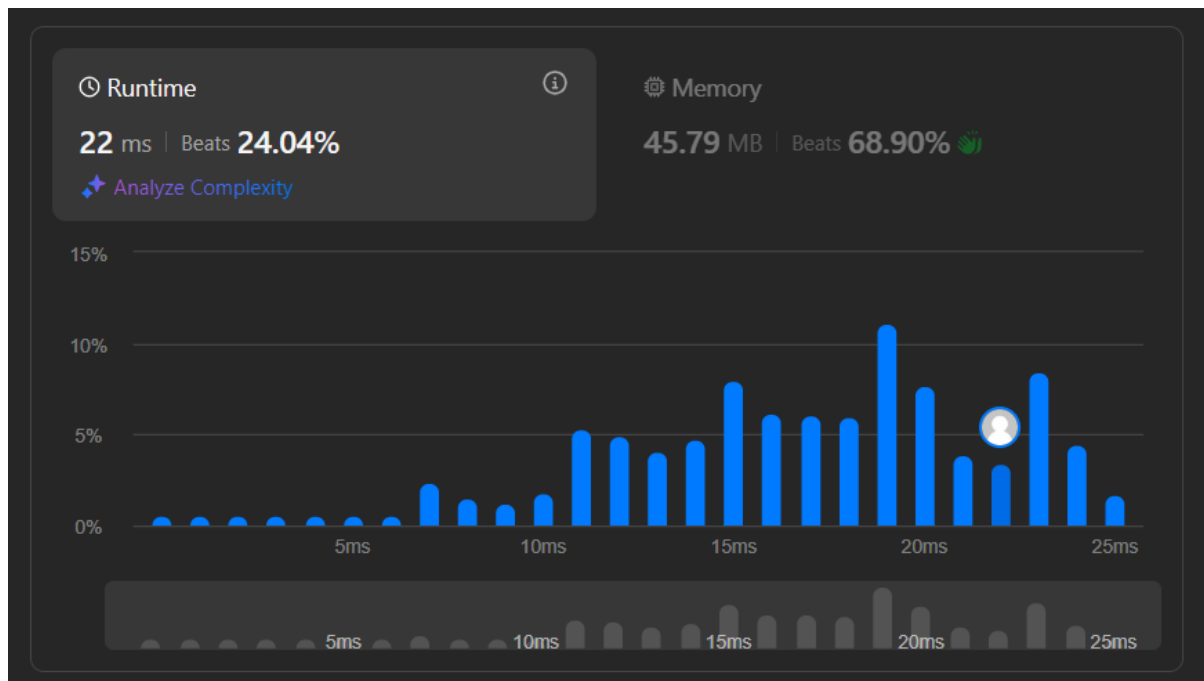 Runtime
22 ms | Beats 24.04%
Analyze Complexity
Memory
45.79 MB | Beats 68.90%
15%
10%
5%
0%
5ms 10ms 15ms 20ms 25ms
5ms 10ms 15ms 20ms 25ms